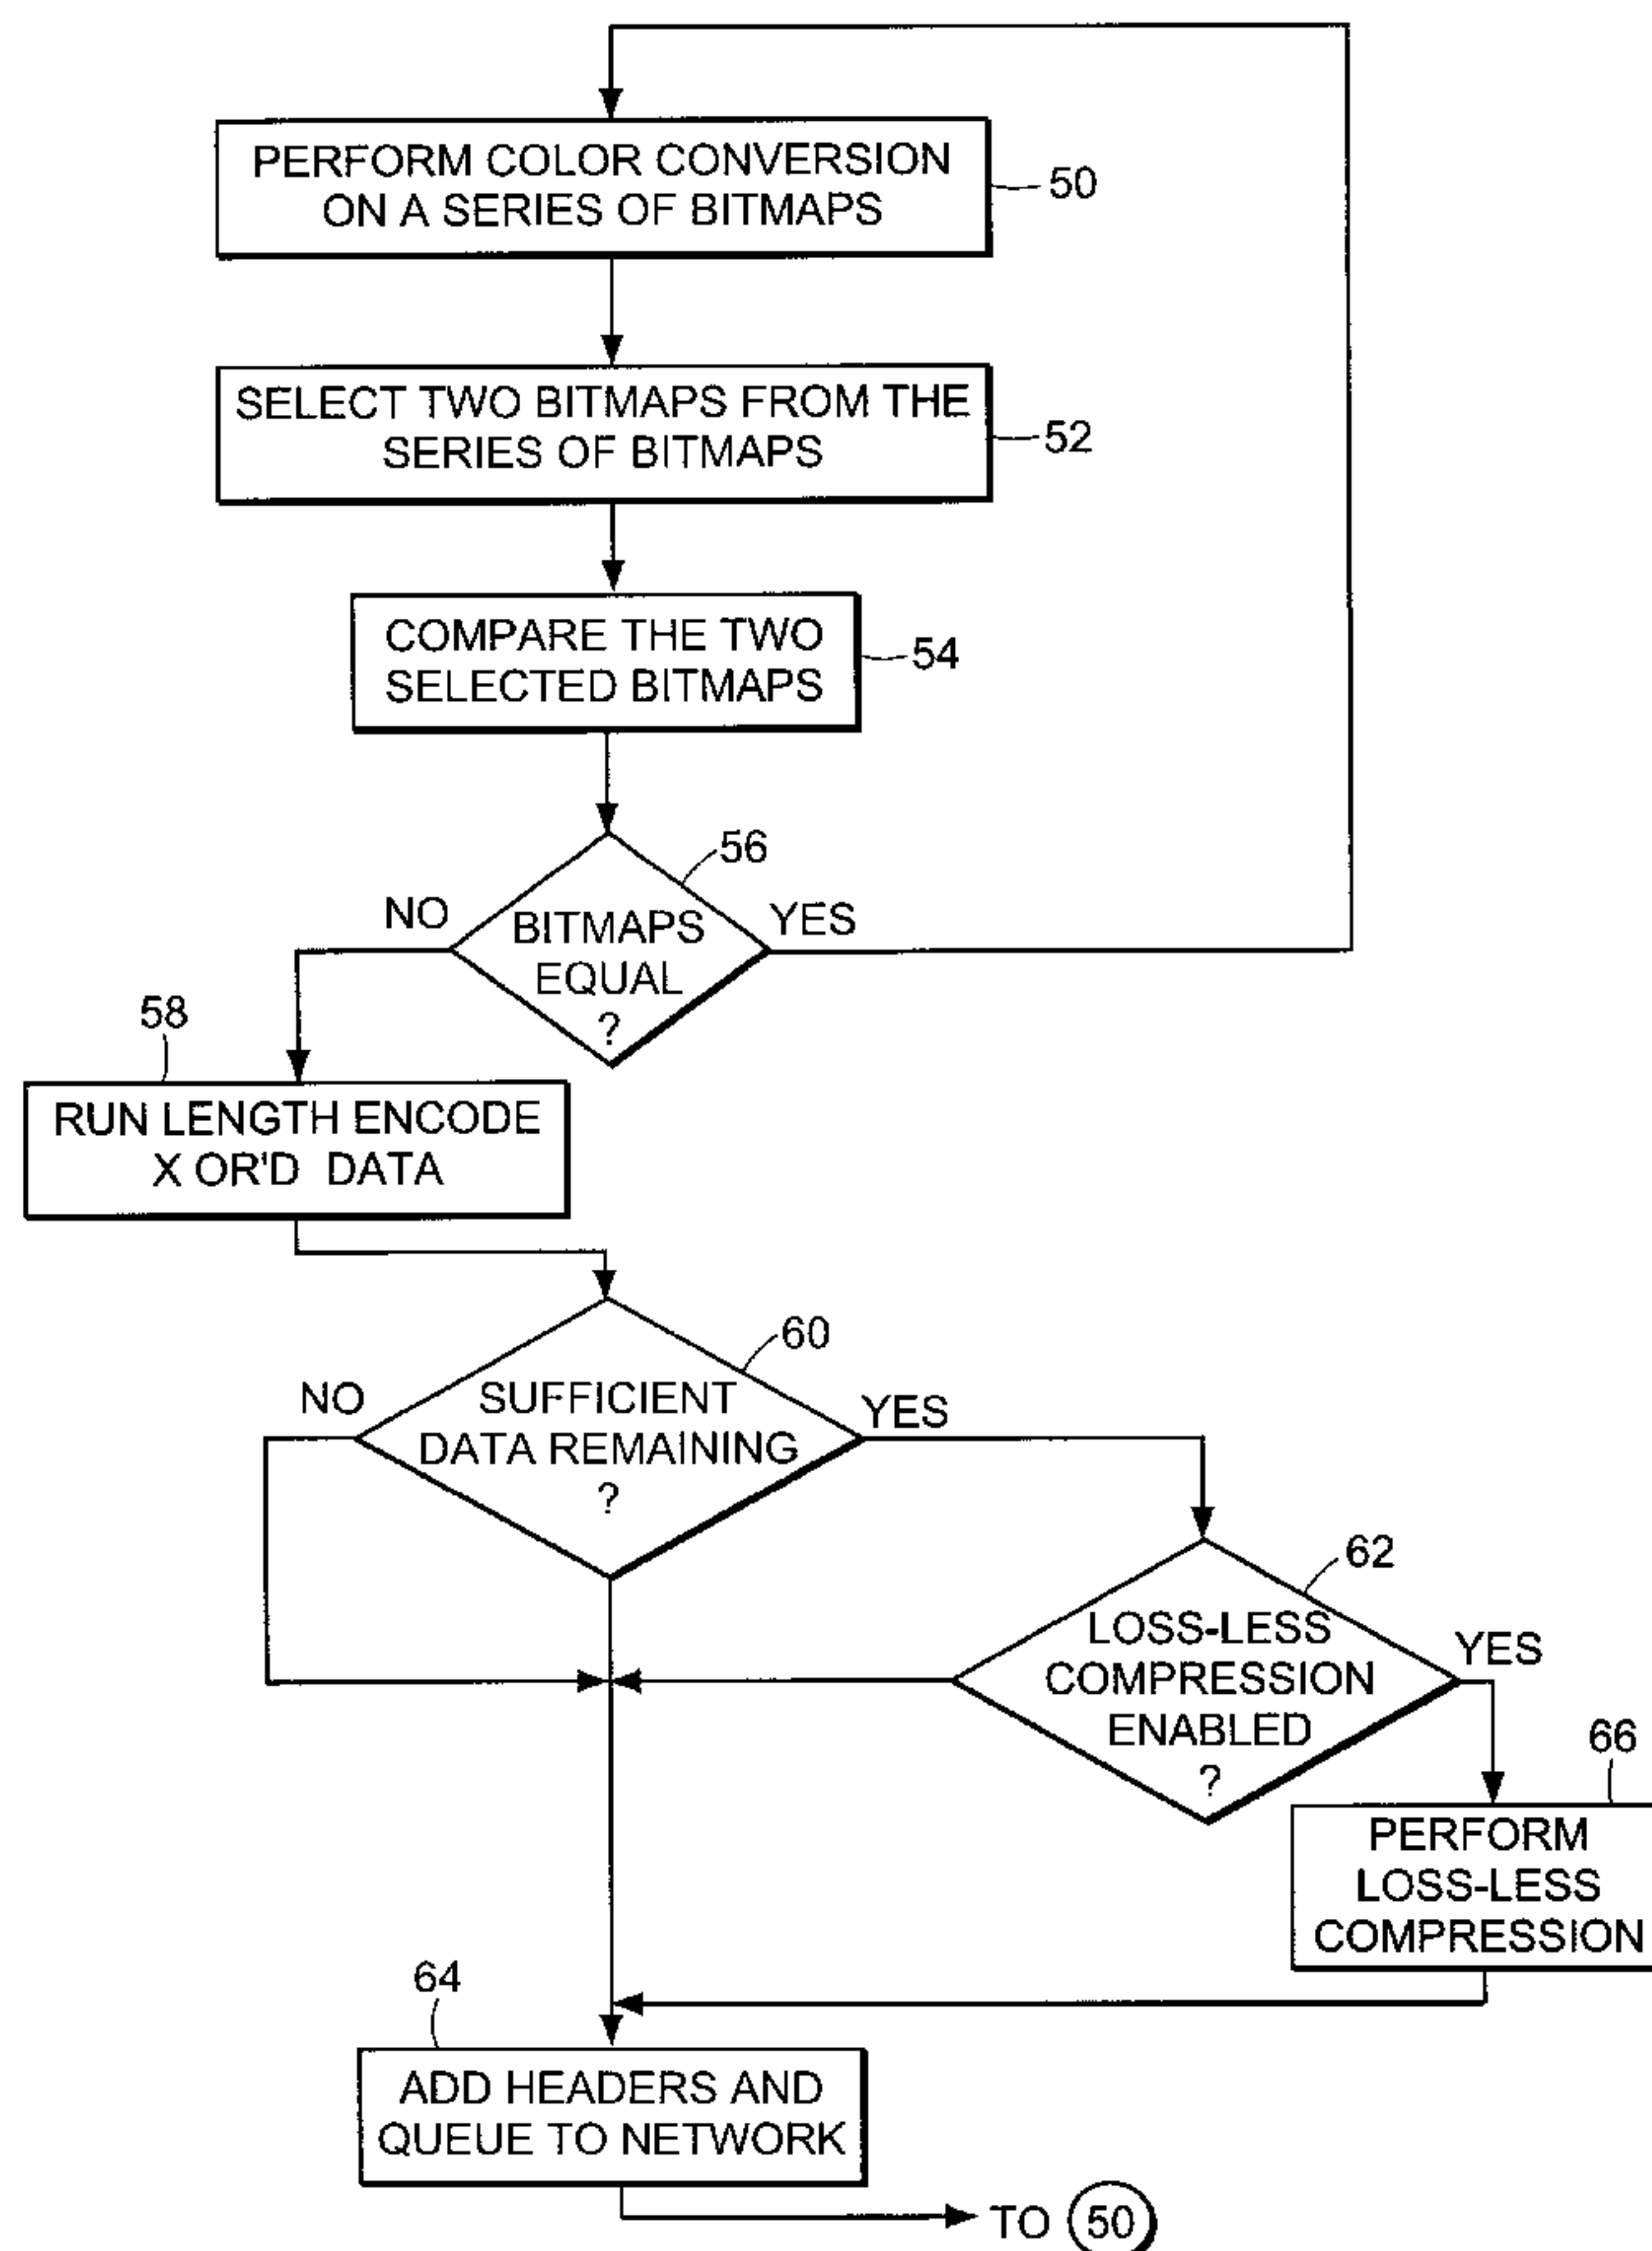 PERFORM COLOR CONVERSION
ON A SERIES OF BITMAPS
50
SELECT TWO BITMAPS FROM THE
SERIES OF BITMAPS
52
COMPARE THE TWO
SELECTED BITMAPS
54
56
NO
BITMAPS
EQUAL
?
YES
58
RUN LENGTH ENCODE
X OR'D DATA
60
NO
SUFFICIENT
DATA REMAINING
?
YES
62
LOSS-LESS
COMPRESSION
ENABLED
?
YES
66
PERFORM
LOSS-LESS
COMPRESSION
64
ADD HEADERS AND
QUEUE TO NETWORK
TO 50